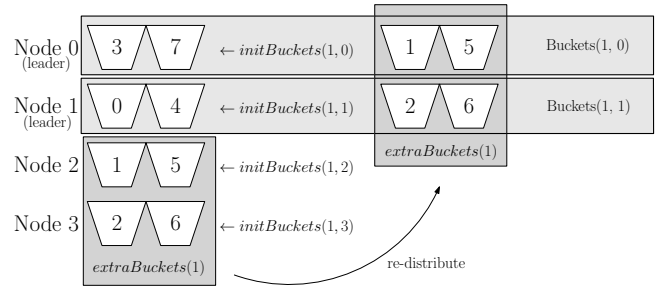 Node 0 3 7 ← initBuckets(1, 0) 1 5 Buckets(1, 0)
(leader)
Node 1 0 4 ← initBuckets(1, 1) 2 6 Buckets(1, 1)
(leader)
extraBuckets(1)
Node 2 1 5 ← initBuckets(1, 2)
Node 3 2 6 ← initBuckets(1, 3)
extraBuckets(1)
re-distribute